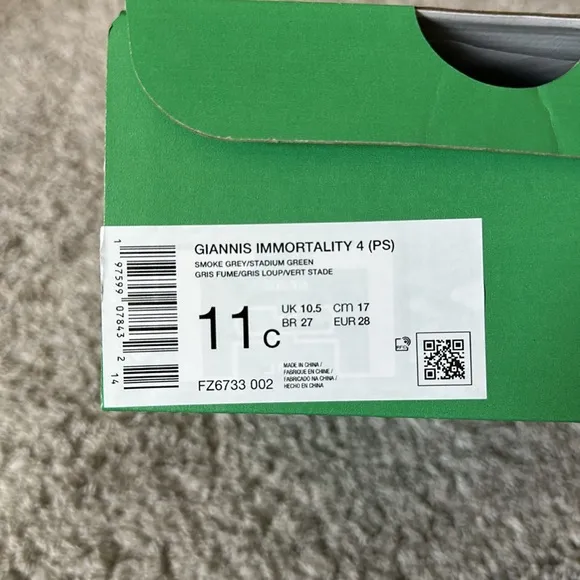 GIANNIS IMMORTALITY 4 (PS)
SMOKE GREY/STADIUM GREEN
GRIS FUME/GRIS LOUP/VERT STADE
11C
UK 10.5 cm 17
BR 27 EUR 28
MADE IN CHINA /
FABRIQUE EN CHINE /
FABRICADO NA CHINA /
HECHO EN CHINA
FZ6733 002
1 97599 07843 2 14